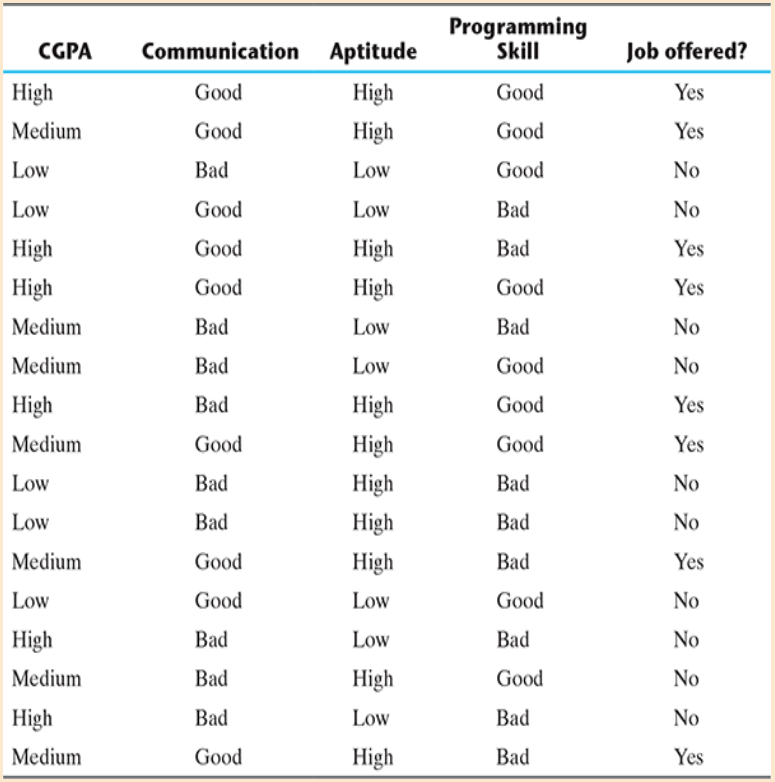 CGPA Communication Aptitude Programming Skill Job offered?
High Good High Good Yes
Medium Good High Good Yes
Low Bad Low Good No
Low Good Low Bad No
High Good High Bad Yes
High Good High Good Yes
Medium Bad Low Bad No
Medium Bad Low Good No
High Bad High Good Yes
Medium Good High Good Yes
Low Bad High Bad No
Low Bad High Bad No
Medium Good High Bad Yes
Low Good Low Good No
High Bad Low Bad No
Medium Bad High Good No
High Bad Low Bad No
Medium Good High Bad Yes